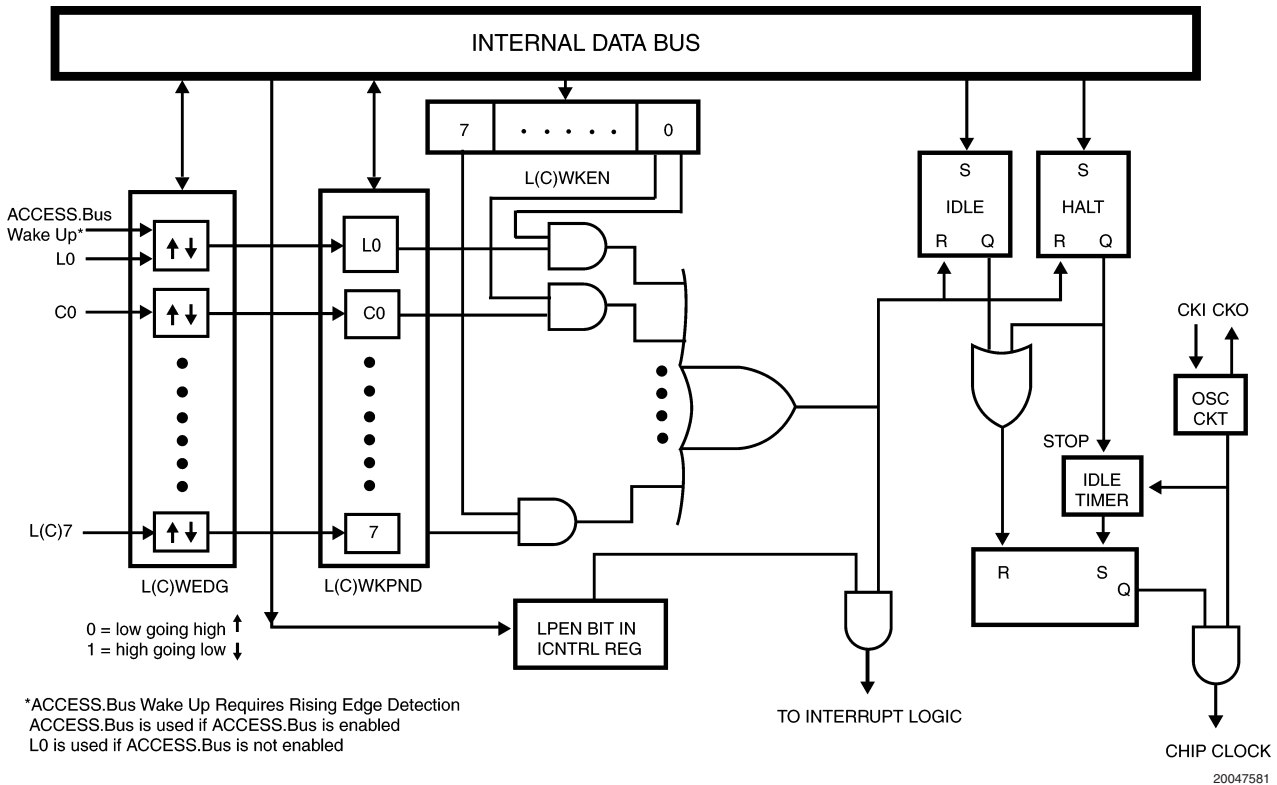 INTERNAL DATA BUS
7 . . . . . 0
L(C)WKEN
ACCESS.Bus
Wake Up*
L0
C0
L(C)7
L0
C0
7
L(C)WEDG
L(C)WKPND
0 = low going high
1 = high going low
S
IDLE
R Q
S
HALT
R Q
CKI CKO
OSC
CKT
STOP
IDLE
TIMER
R S
Q
LPEN BIT IN
ICNTRL REG
TO INTERRUPT LOGIC
CHIP CLOCK
*ACCESS.Bus Wake Up Requires Rising Edge Detection
ACCESS.Bus is used if ACCESS.Bus is enabled
L0 is used if ACCESS.Bus is not enabled
20047581